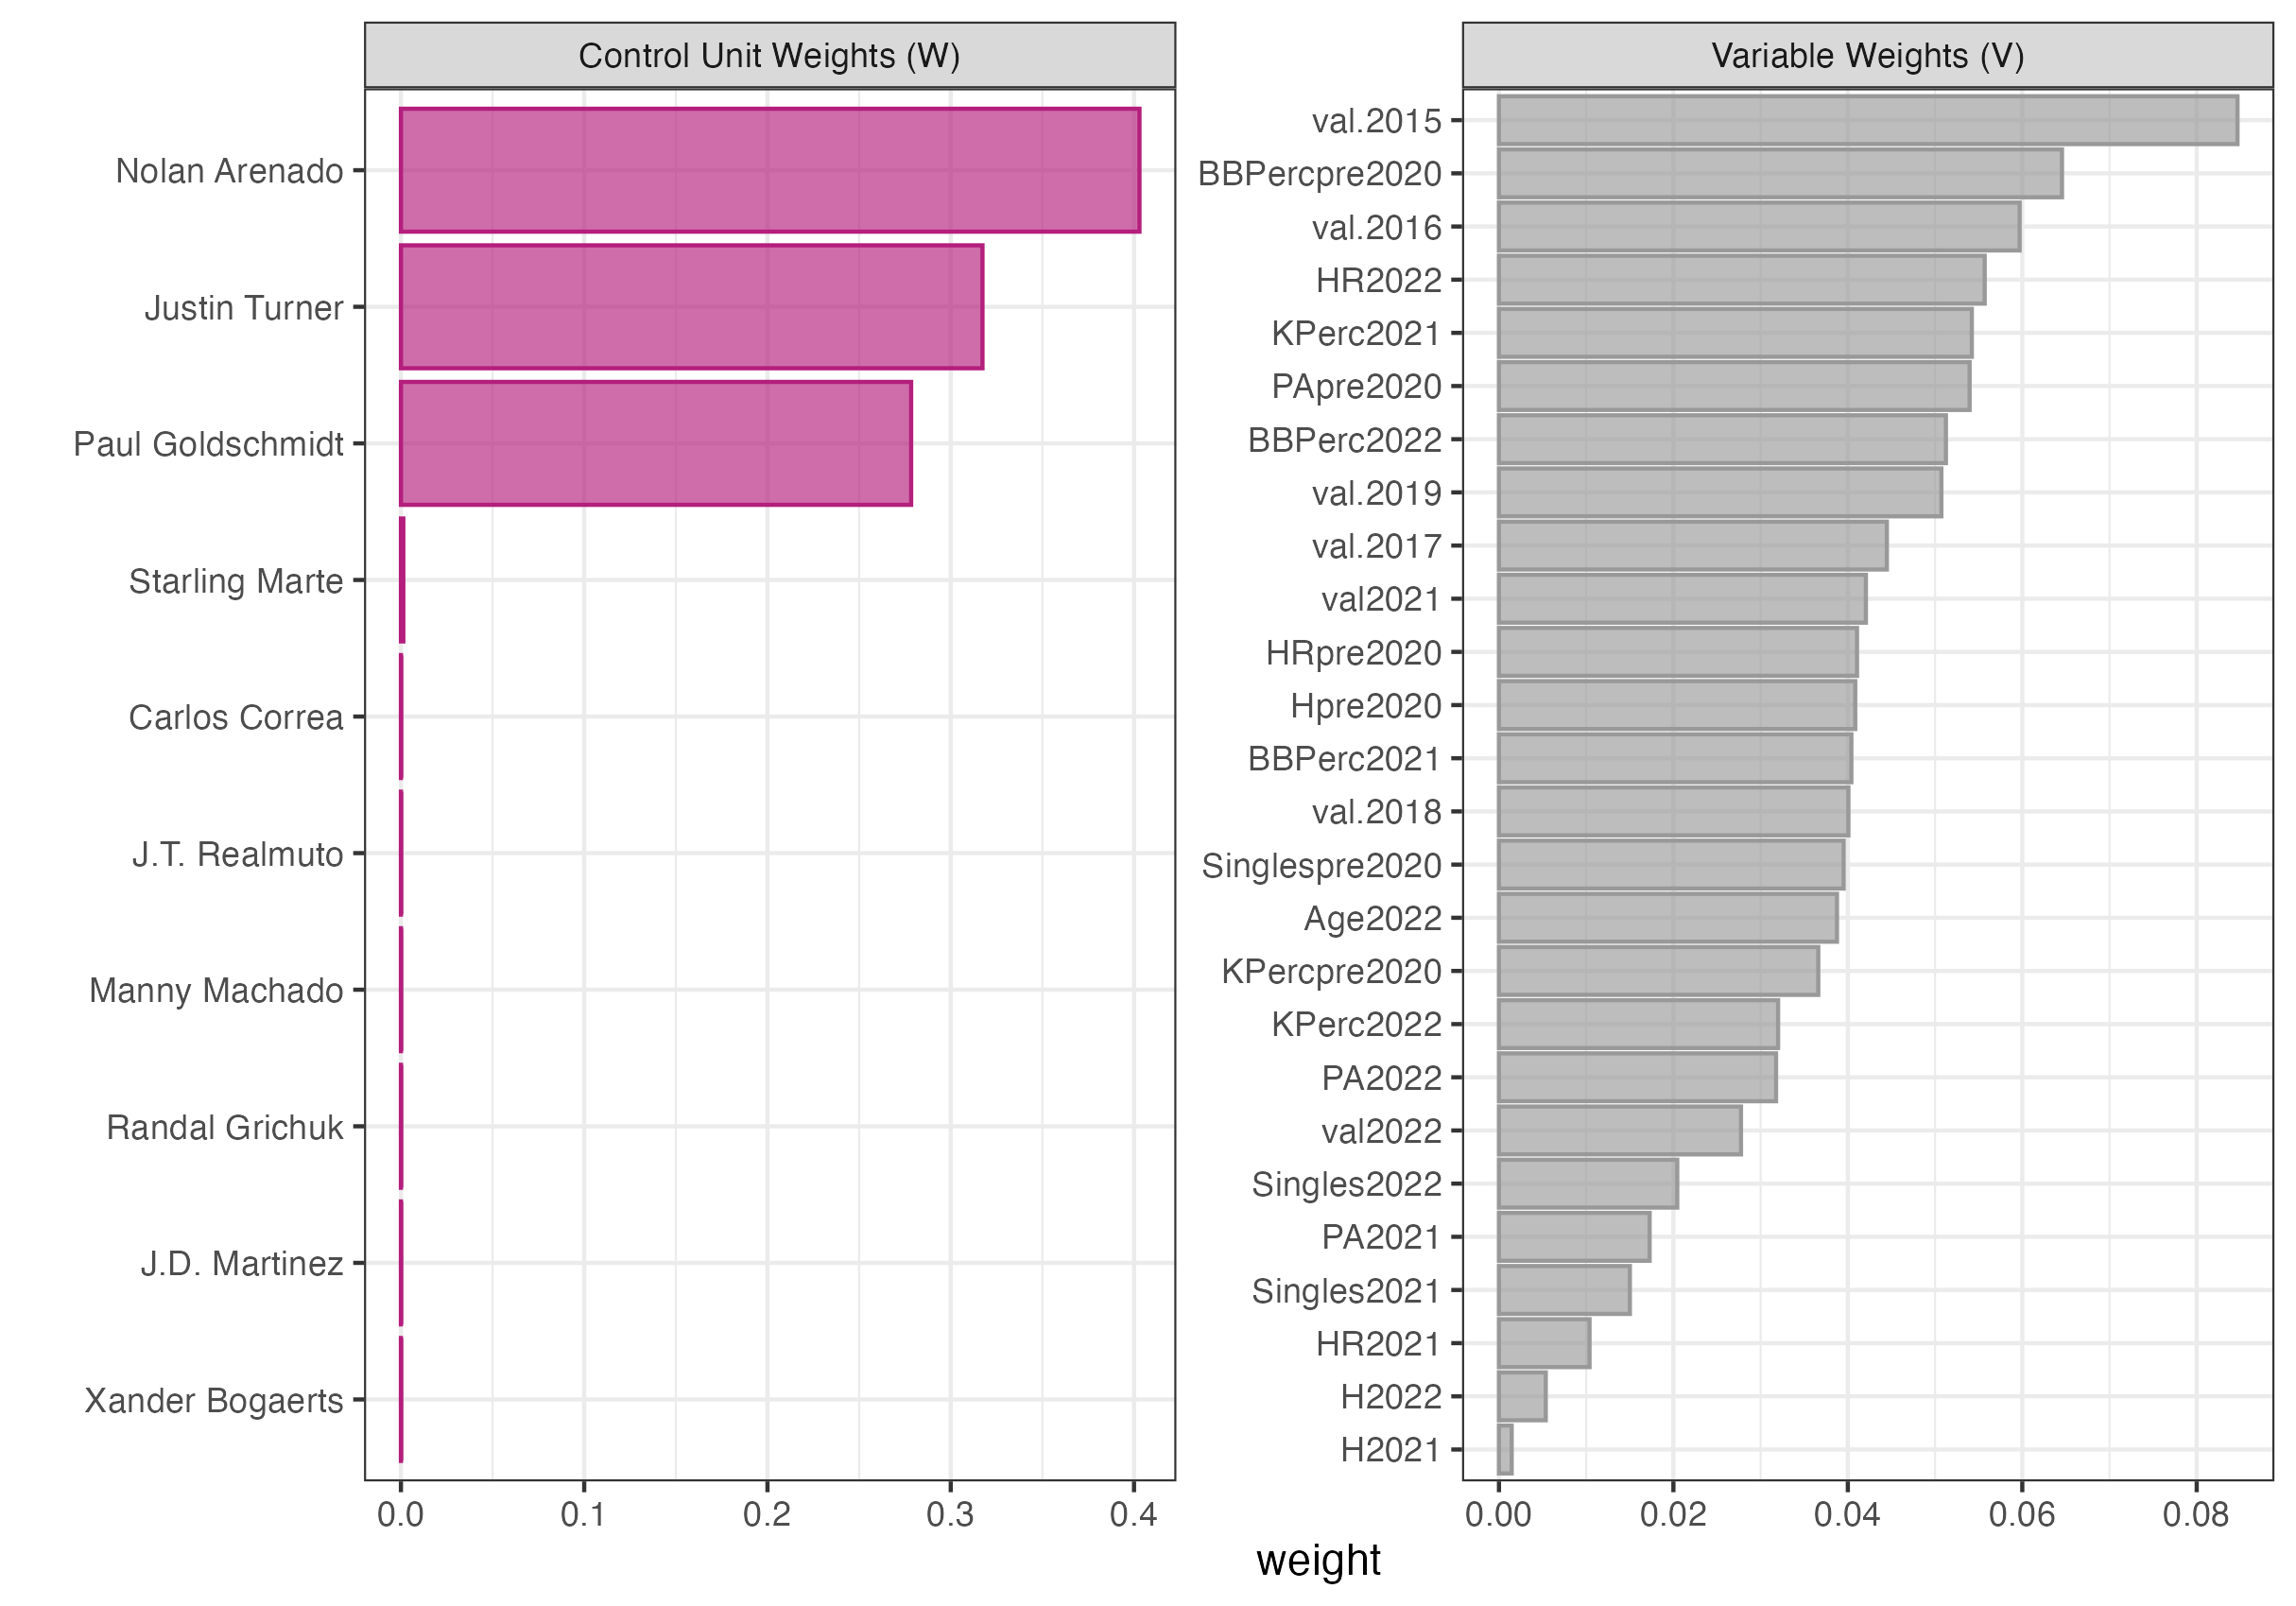 Control Unit Weights (W)
Nolan Arenado
Justin Turner
Paul Goldschmidt
Starling Marte
Carlos Correa
J.T. Realmuto
Manny Machado
Randal Grichuk
J.D. Martinez
Xander Bogaerts
0.0 0.1 0.2 0.3 0.4
Variable Weights (V)
val.2015
BBPercpre2020
val.2016
HR2022
KPerc2021
PApre2020
BBPerc2022
val.2019
val.2017
val2021
HRpre2020
Hpre2020
BBPerc2021
val.2018
Singlespre2020
Age2022
KPercpre2020
KPerc2022
PA2022
val2022
Singles2022
PA2021
Singles2021
HR2021
H2022
H2021
0.00 0.02 0.04 0.06 0.08
weight